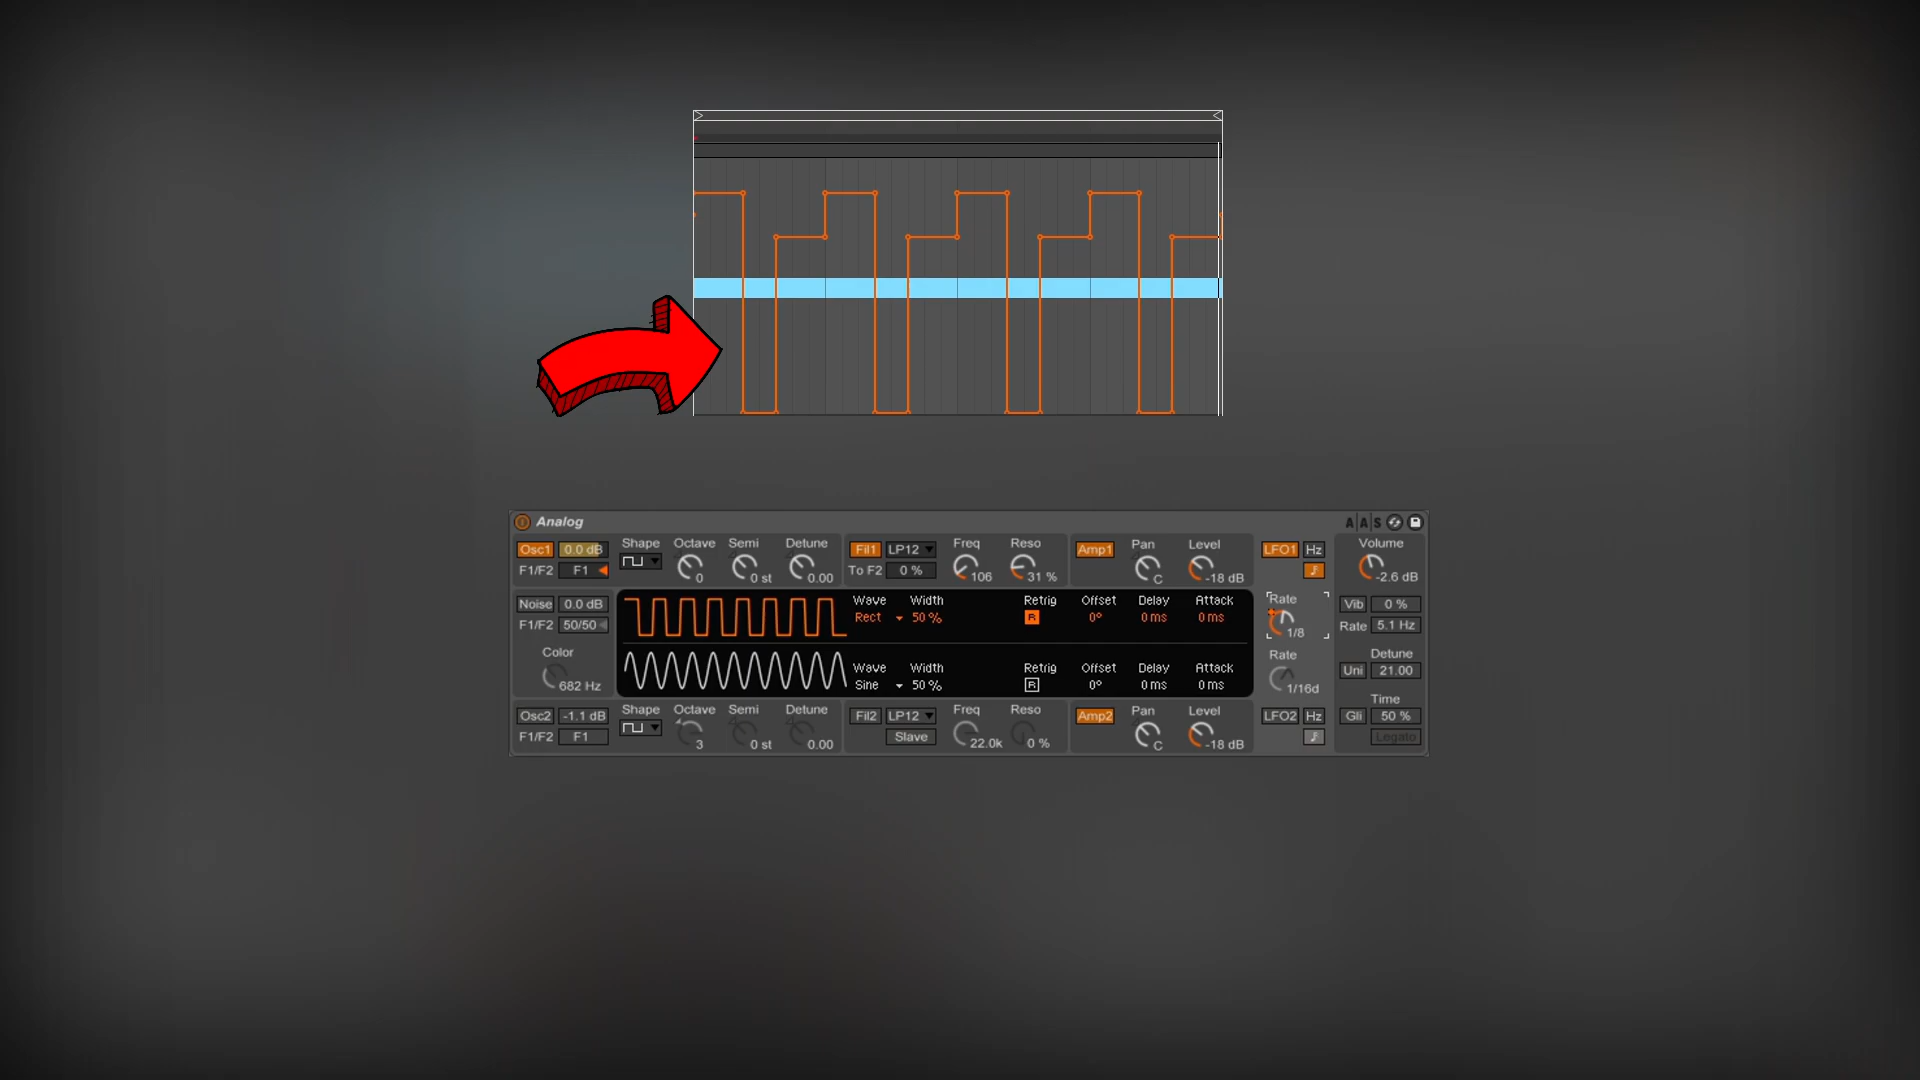 Analog
A A S
Osc1 0.0 dB Shape Octave Semi Detune Fil1 LP12 Freq Reso Amp1 Pan Level LFO1 Hz Volume
F1/F2 F1 0 0 st 0.00 To F2 0 % 106 31 % C -18 dB -2.6 dB
Noise 0.0 dB Wave Width Retrig Offset Delay Attack Rate Vib 0 %
F1/F2 50/50 Rect 50 % R 0° 0 ms 0 ms 1/8 Rate 5.1 Hz
Color Wave Width Retrig Offset Delay Attack Rate Detune
682 Hz Sine 50 % R 0° 0 ms 0 ms 1/16d Uni 21.00
Time
Osc2 -1.1 dB Shape Octave Semi Detune Fil2 LP12 Freq Reso Amp2 Pan Level LFO2 Hz Gli 50 %
F1/F2 F1 3 0 st 0.00 Slave 22.0k 0 % C -18 dB Legato